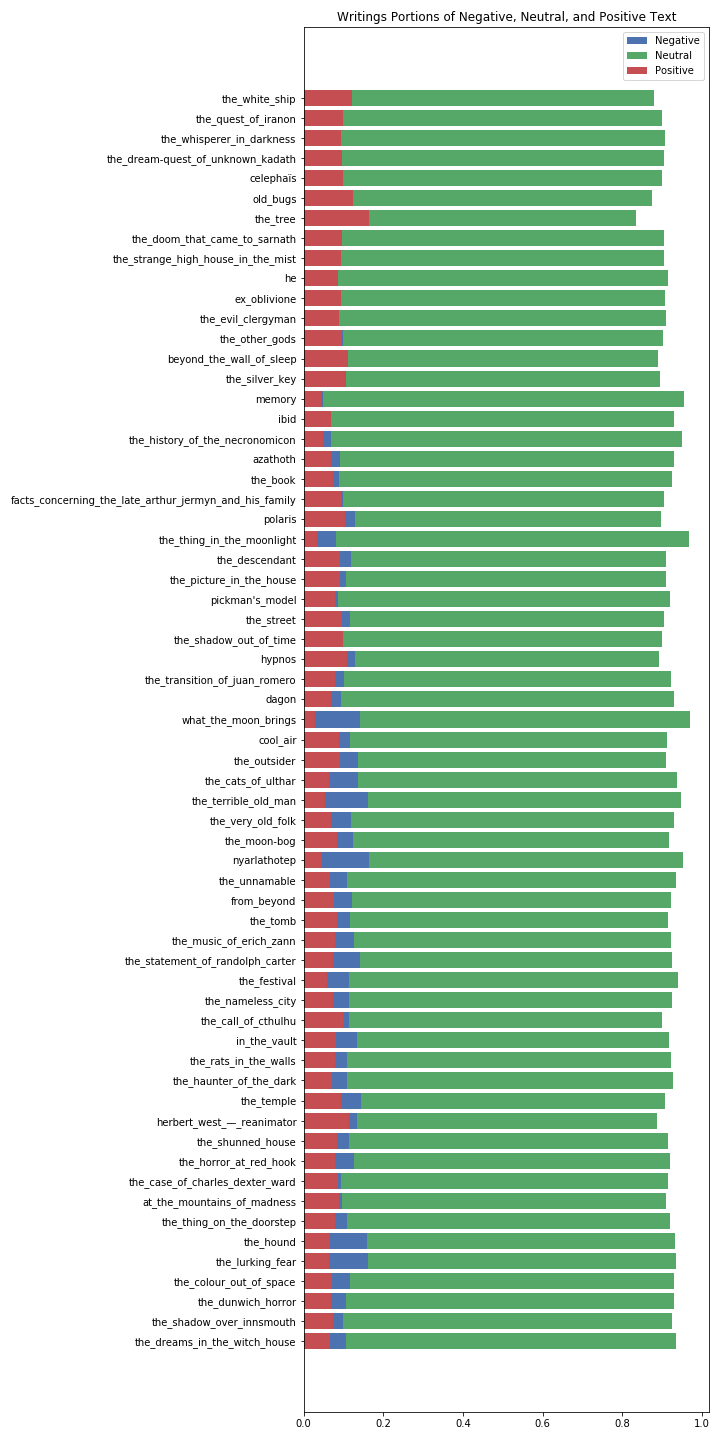 Writings Portions of Negative, Neutral, and Positive Text
Negative
Neutral
Positive
the_white_ship
the_quest_of_iranon
the_whisperer_in_darkness
the_dream-quest_of_unknown_kadath
celephaïs
old_bugs
the_tree
the_doom_that_came_to_sarnath
the_strange_high_house_in_the_mist
he
ex_oblivione
the_evil_clergyman
the_other_gods
beyond_the_wall_of_sleep
the_silver_key
memory
ibid
the_history_of_the_necronomicon
azathoth
the_book
facts_concerning_the_late_arthur_jermyn_and_his_family
polaris
the_thing_in_the_moonlight
the_descendant
the_picture_in_the_house
pickman's_model
the_street
the_shadow_out_of_time
hypnos
the_transition_of_juan_romero
dagon
what_the_moon_brings
cool_air
the_outsider
the_cats_of_ulthar
the_terrible_old_man
the_very_old_folk
the_moon-bog
nyarlathotep
the_unnamable
from_beyond
the_tomb
the_music_of_erich_zann
the_statement_of_randolph_carter
the_festival
the_nameless_city
the_call_of_cthulhu
in_the_vault
the_rats_in_the_walls
the_haunter_of_the_dark
the_temple
herbert_west_—_reanimator
the_shunned_house
the_horror_at_red_hook
the_case_of_charles_dexter_ward
at_the_mountains_of_madness
the_thing_on_the_doorstep
the_hound
the_lurking_fear
the_colour_out_of_space
the_dunwich_horror
the_shadow_over_innsmouth
the_dreams_in_the_witch_house
0.0 0.2 0.4 0.6 0.8 1.0